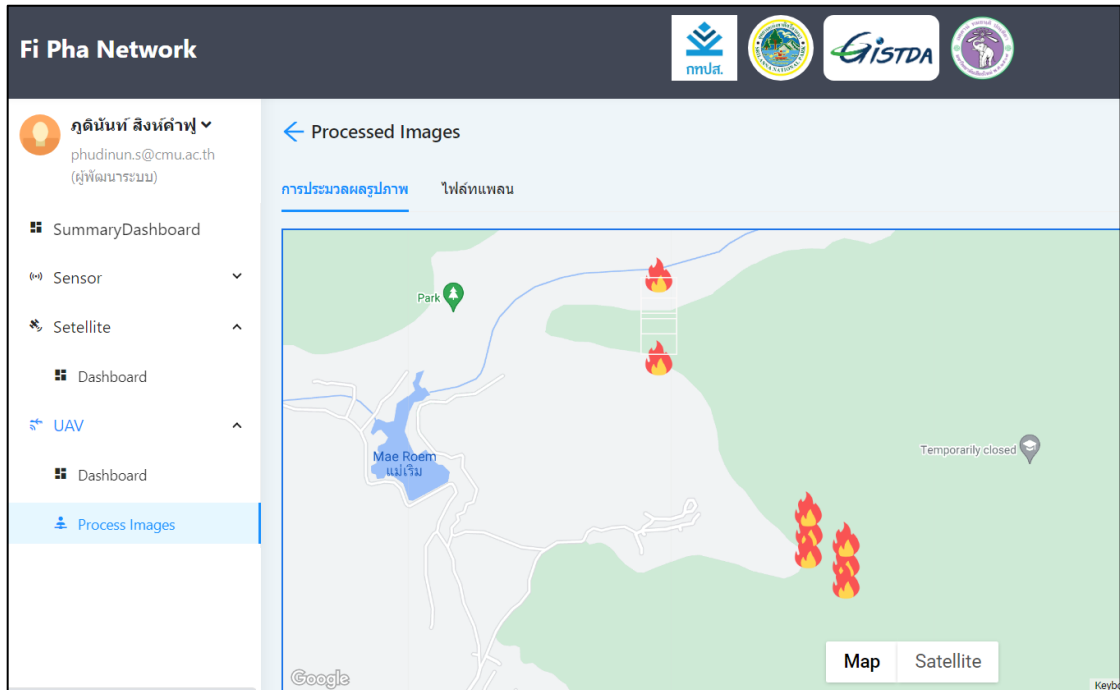 Fi Pha Network
กทปส.
GISTDA
ภูดินันท์ สิงห์คำฟู
phudinun.s@cmu.ac.th
(ผู้พัฒนาระบบ)
SummaryDashboard
Sensor
Setellite
Dashboard
UAV
Dashboard
Process Images
Processed Images
การประมวลผลรูปภาพ ไฟล์ทแพลน
Park
Mae Roem
แม่เริม
Temporarily closed
Map Satellite
Google
Keybo